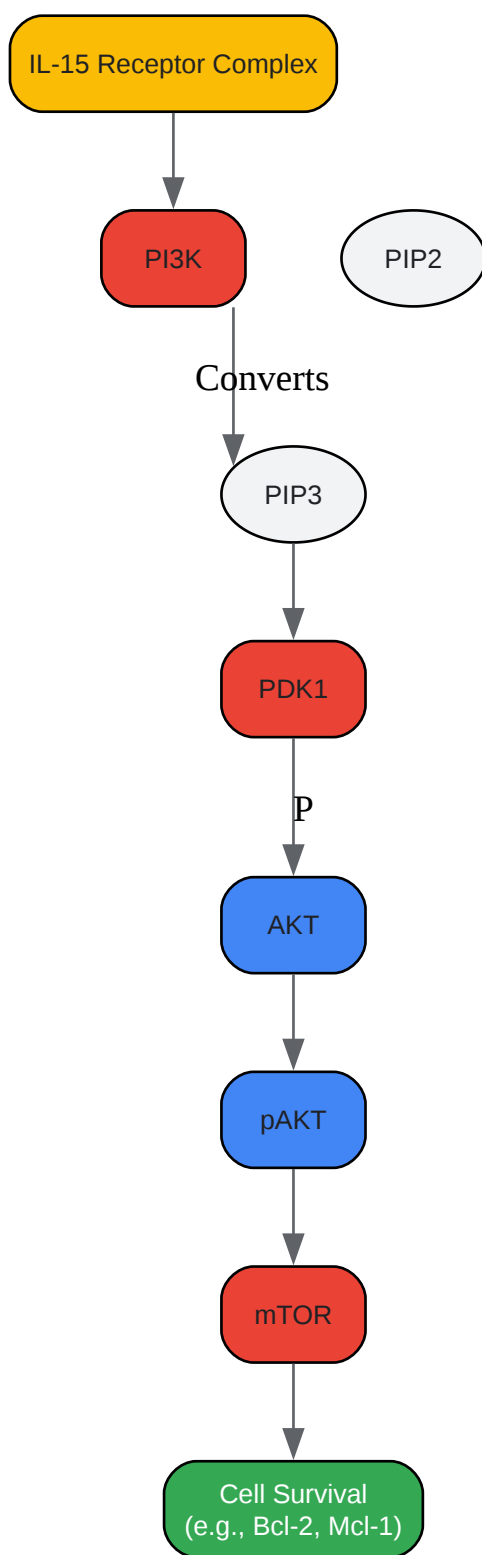 IL-15 Receptor Complex
PI3K
PIP2
Converts
PIP3
PDK1
P
AKT
pAKT
mTOR
Cell Survival
(e.g., Bcl-2, Mcl-1)